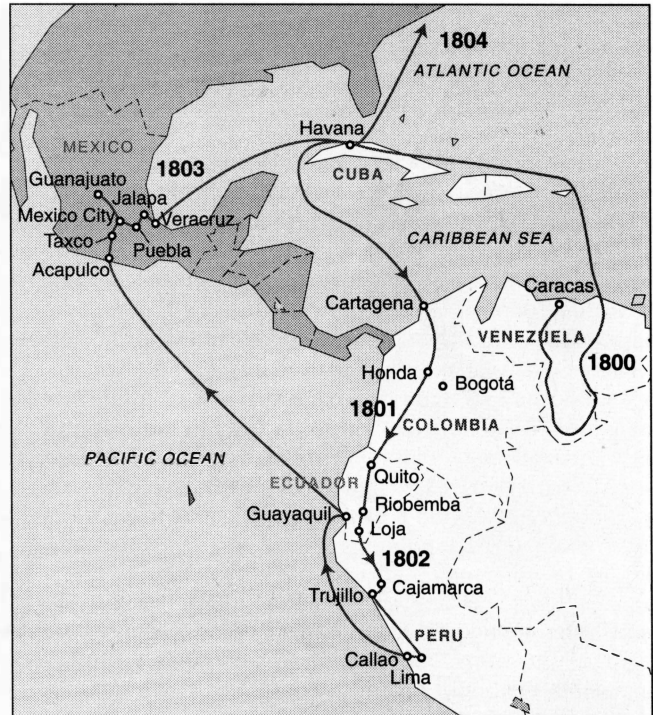 1804
ATLANTIC OCEAN
Havana
MEXICO
1803
CUBA
Guanajuato
Jalapa
Mexico City
Veracruz
Taxco
Puebla
CARIBBEAN SEA
Acapulco
Caracas
Cartagena
VENEZUELA
1800
Honda
Bogotá
1801
COLOMBIA
PACIFIC OCEAN
Quito
ECUADOR
Riobemba
Guayaquil
Loja
1802
Cajamarca
Trujillo
PERU
Callao
Lima